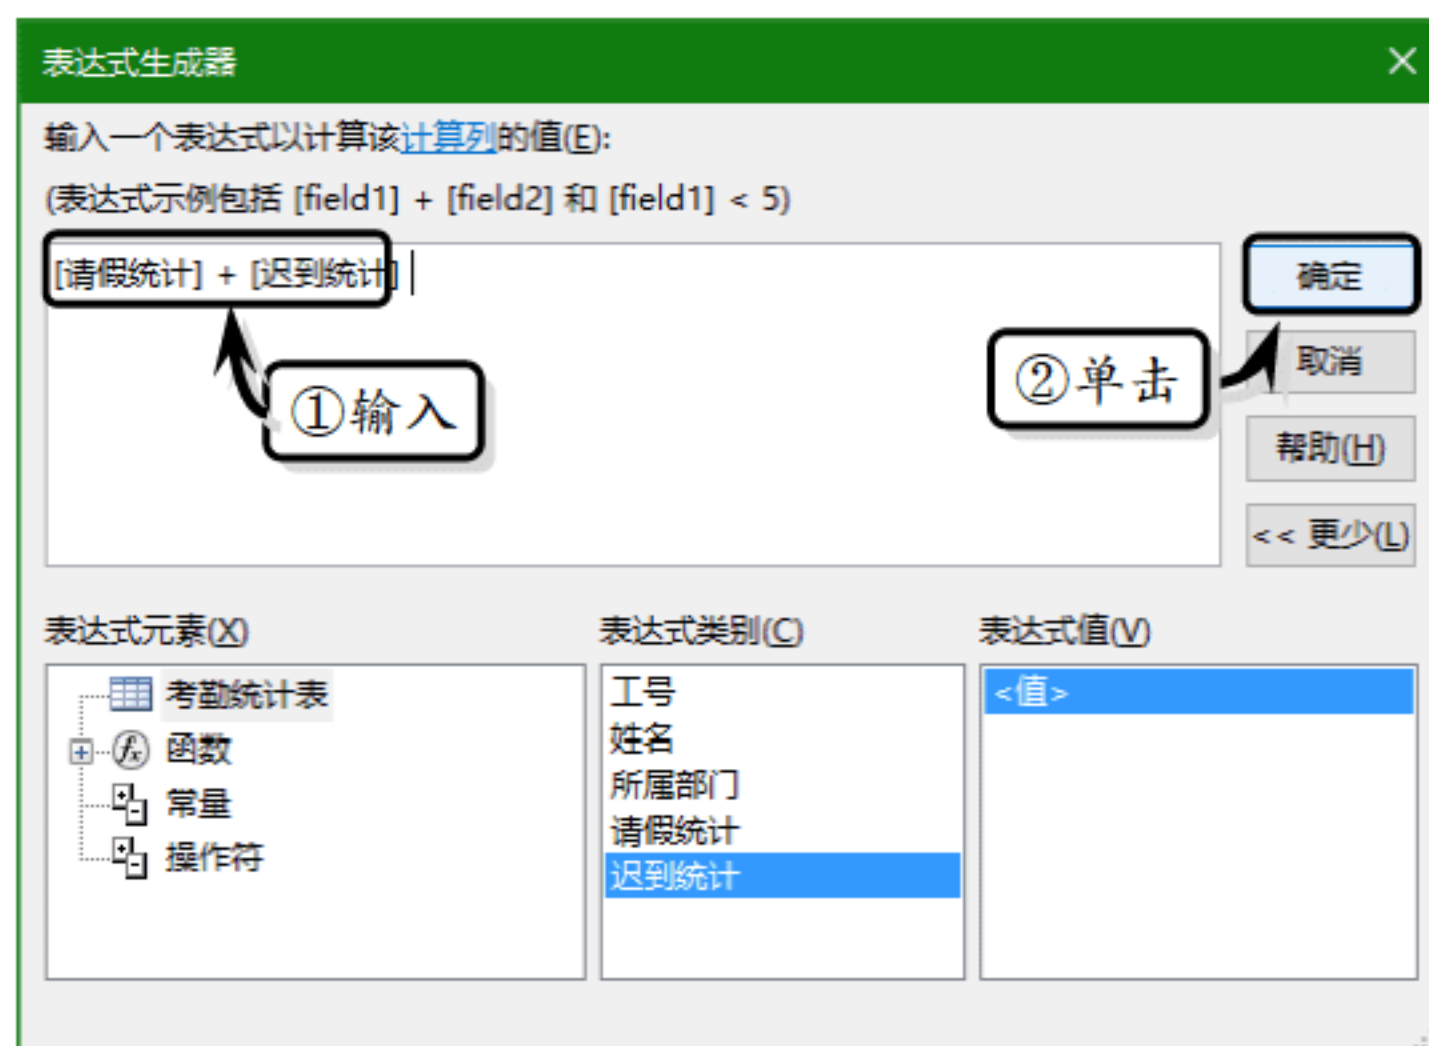 表达式生成器
输入一个表达式以计算该计算列的值(E):
(表达式示例包括 [field1] + [field2] 和 [field1] < 5)
[请假统计] + [迟到统计]
确定
①输入
②单击
取消
帮助(H)
<< 更少(L)
表达式元素(X)
考勤统计表
函数
常量
操作符
表达式类别(C)
工号
姓名
所属部门
请假统计
迟到统计
表达式值(V)
<值>